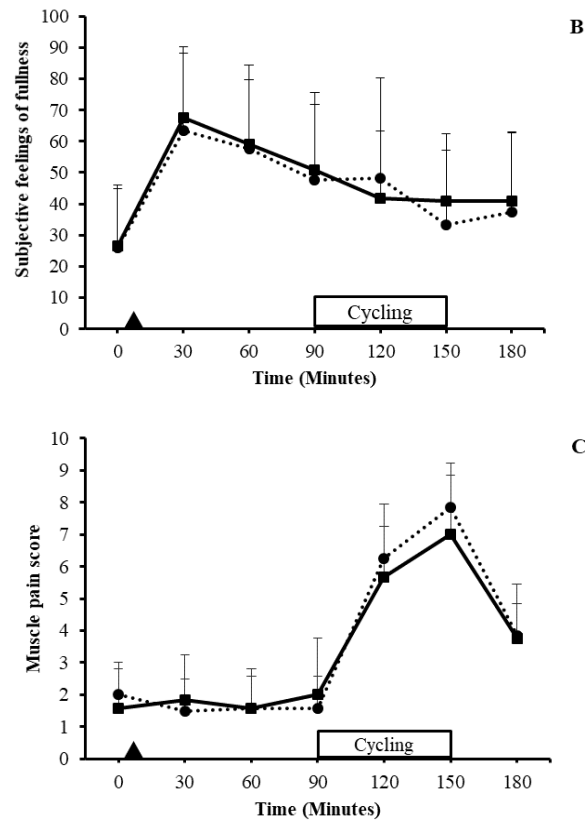 B
Subjective feelings of fullness
100
90
80
70
60
50
40
30
20
10
0
Cycling
0 30 60 90 120 150 180
Time (Minutes)
C
Muscle pain score
10
9
8
7
6
5
4
3
2
1
0
Cycling
0 30 60 90 120 150 180
Time (Minutes)